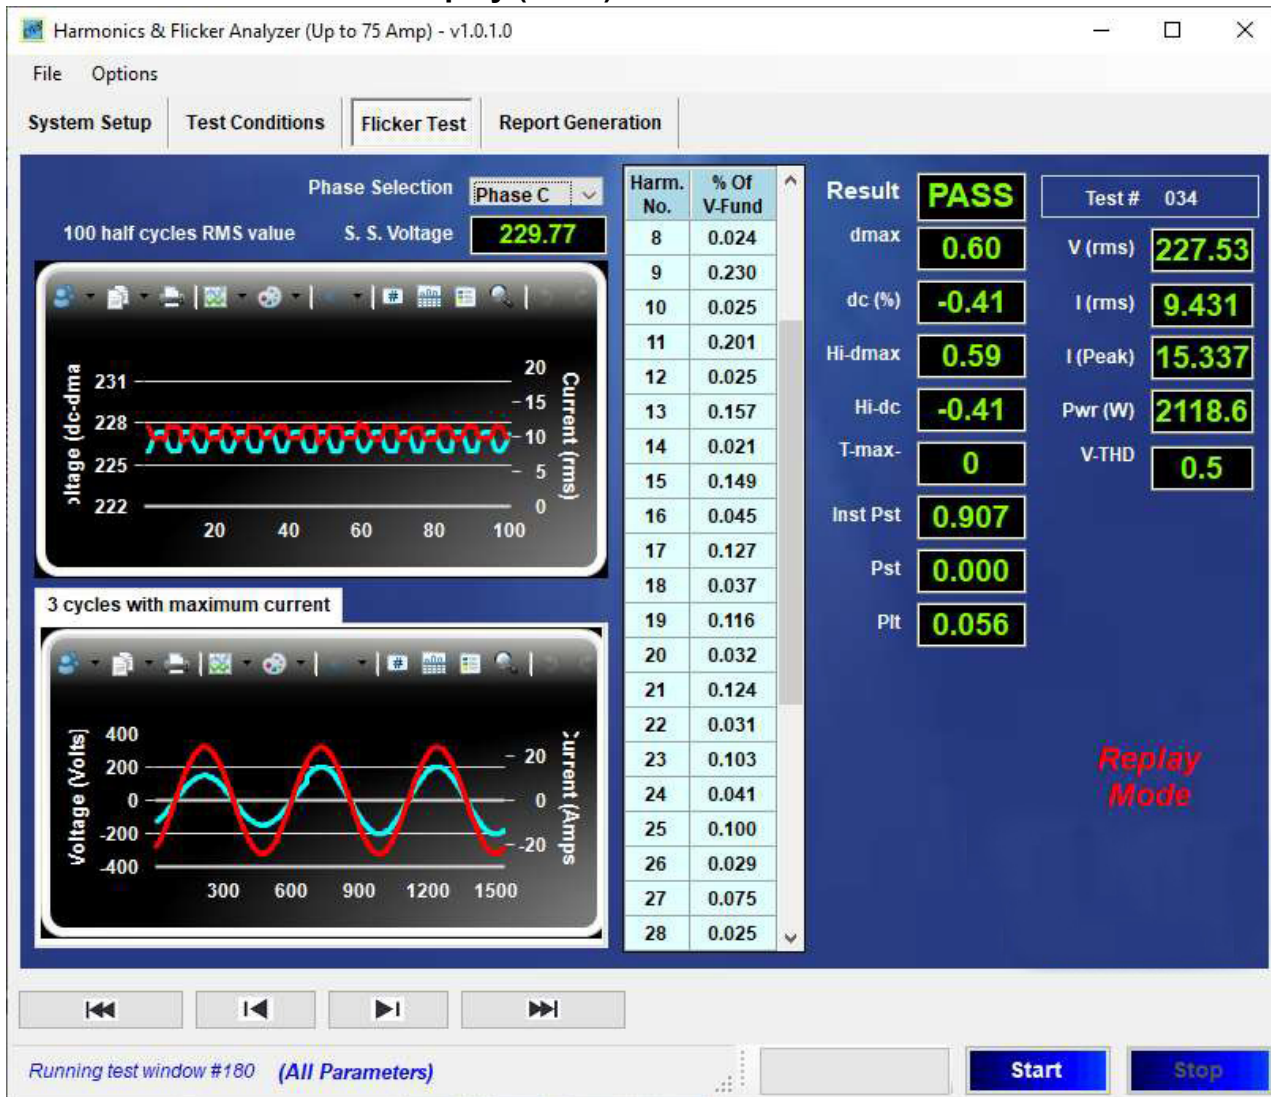 Harmonics & Flicker Analyzer (Up to 75 Amp) - v1.0.1.0
File Options
System Setup Test Conditions Flicker Test Report Generation
Phase Selection Phase C
100 half cycles RMS value S. S. Voltage 229.77
20
231
15
228
10
225
5
222
0
20 40 60 80 100
Current (rms)
3 cycles with maximum current
400
200
0
-200
-400
20
0
-20
300 600 900 1200 1500
Voltage (Volts)
Harm. No. % Of V-Fund
8 0.024
9 0.230
10 0.025
11 0.201
12 0.025
13 0.157
14 0.021
15 0.149
16 0.045
17 0.127
18 0.037
19 0.116
20 0.032
21 0.124
22 0.031
23 0.103
24 0.041
25 0.100
26 0.029
27 0.075
28 0.025
Result PASS
dmax 0.60
dc (%) -0.41
Hi-dmax 0.59
Hi-dc -0.41
T-max- 0
Inst Pst 0.907
Pst 0.000
Plt 0.056
Test # 034
V (rms) 227.53
I (rms) 9.431
I (Peak) 15.337
Pwr (W) 2118.6
V-THD 0.5
Replay
Mode
Running test window #180 (All Parameters)
Start Stop